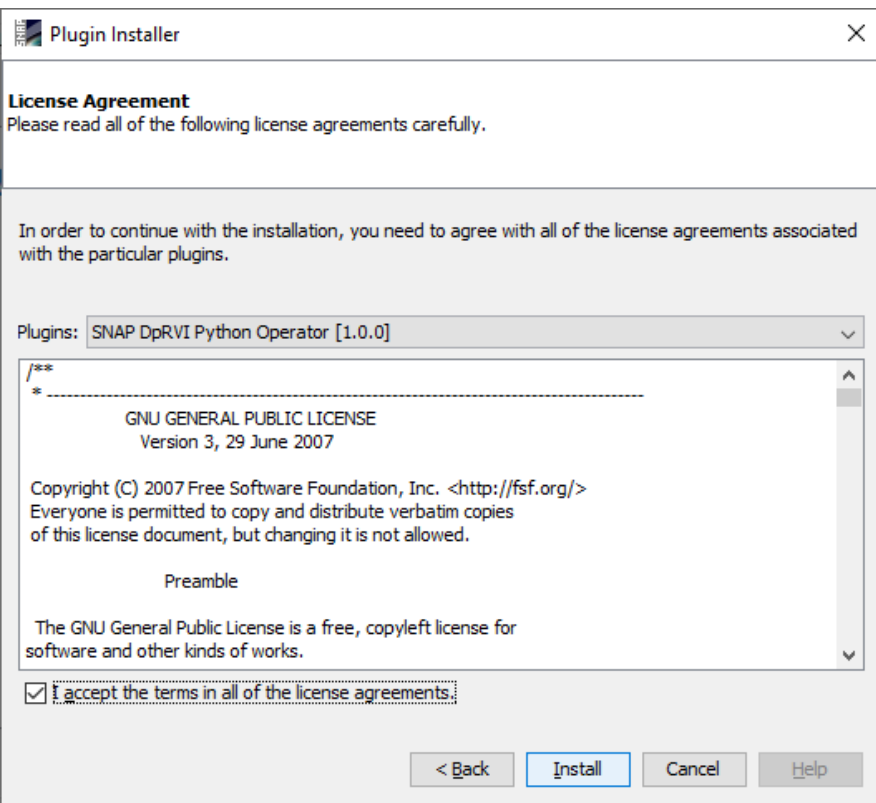 SNAP
Plugin Installer
License Agreement
Please read all of the following license agreements carefully.
In order to continue with the installation, you need to agree with all of the license agreements associated
with the particular plugins.
Plugins: SNAP DpRVI Python Operator [1.0.0]
/**
* ---------------------------------------------------------------------------------------
GNU GENERAL PUBLIC LICENSE
Version 3, 29 June 2007
Copyright (C) 2007 Free Software Foundation, Inc. <http://fsf.org/>
Everyone is permitted to copy and distribute verbatim copies
of this license document, but changing it is not allowed.
Preamble
The GNU General Public License is a free, copyleft license for
software and other kinds of works.
I accept the terms in all of the license agreements.
< Back Install Cancel Help